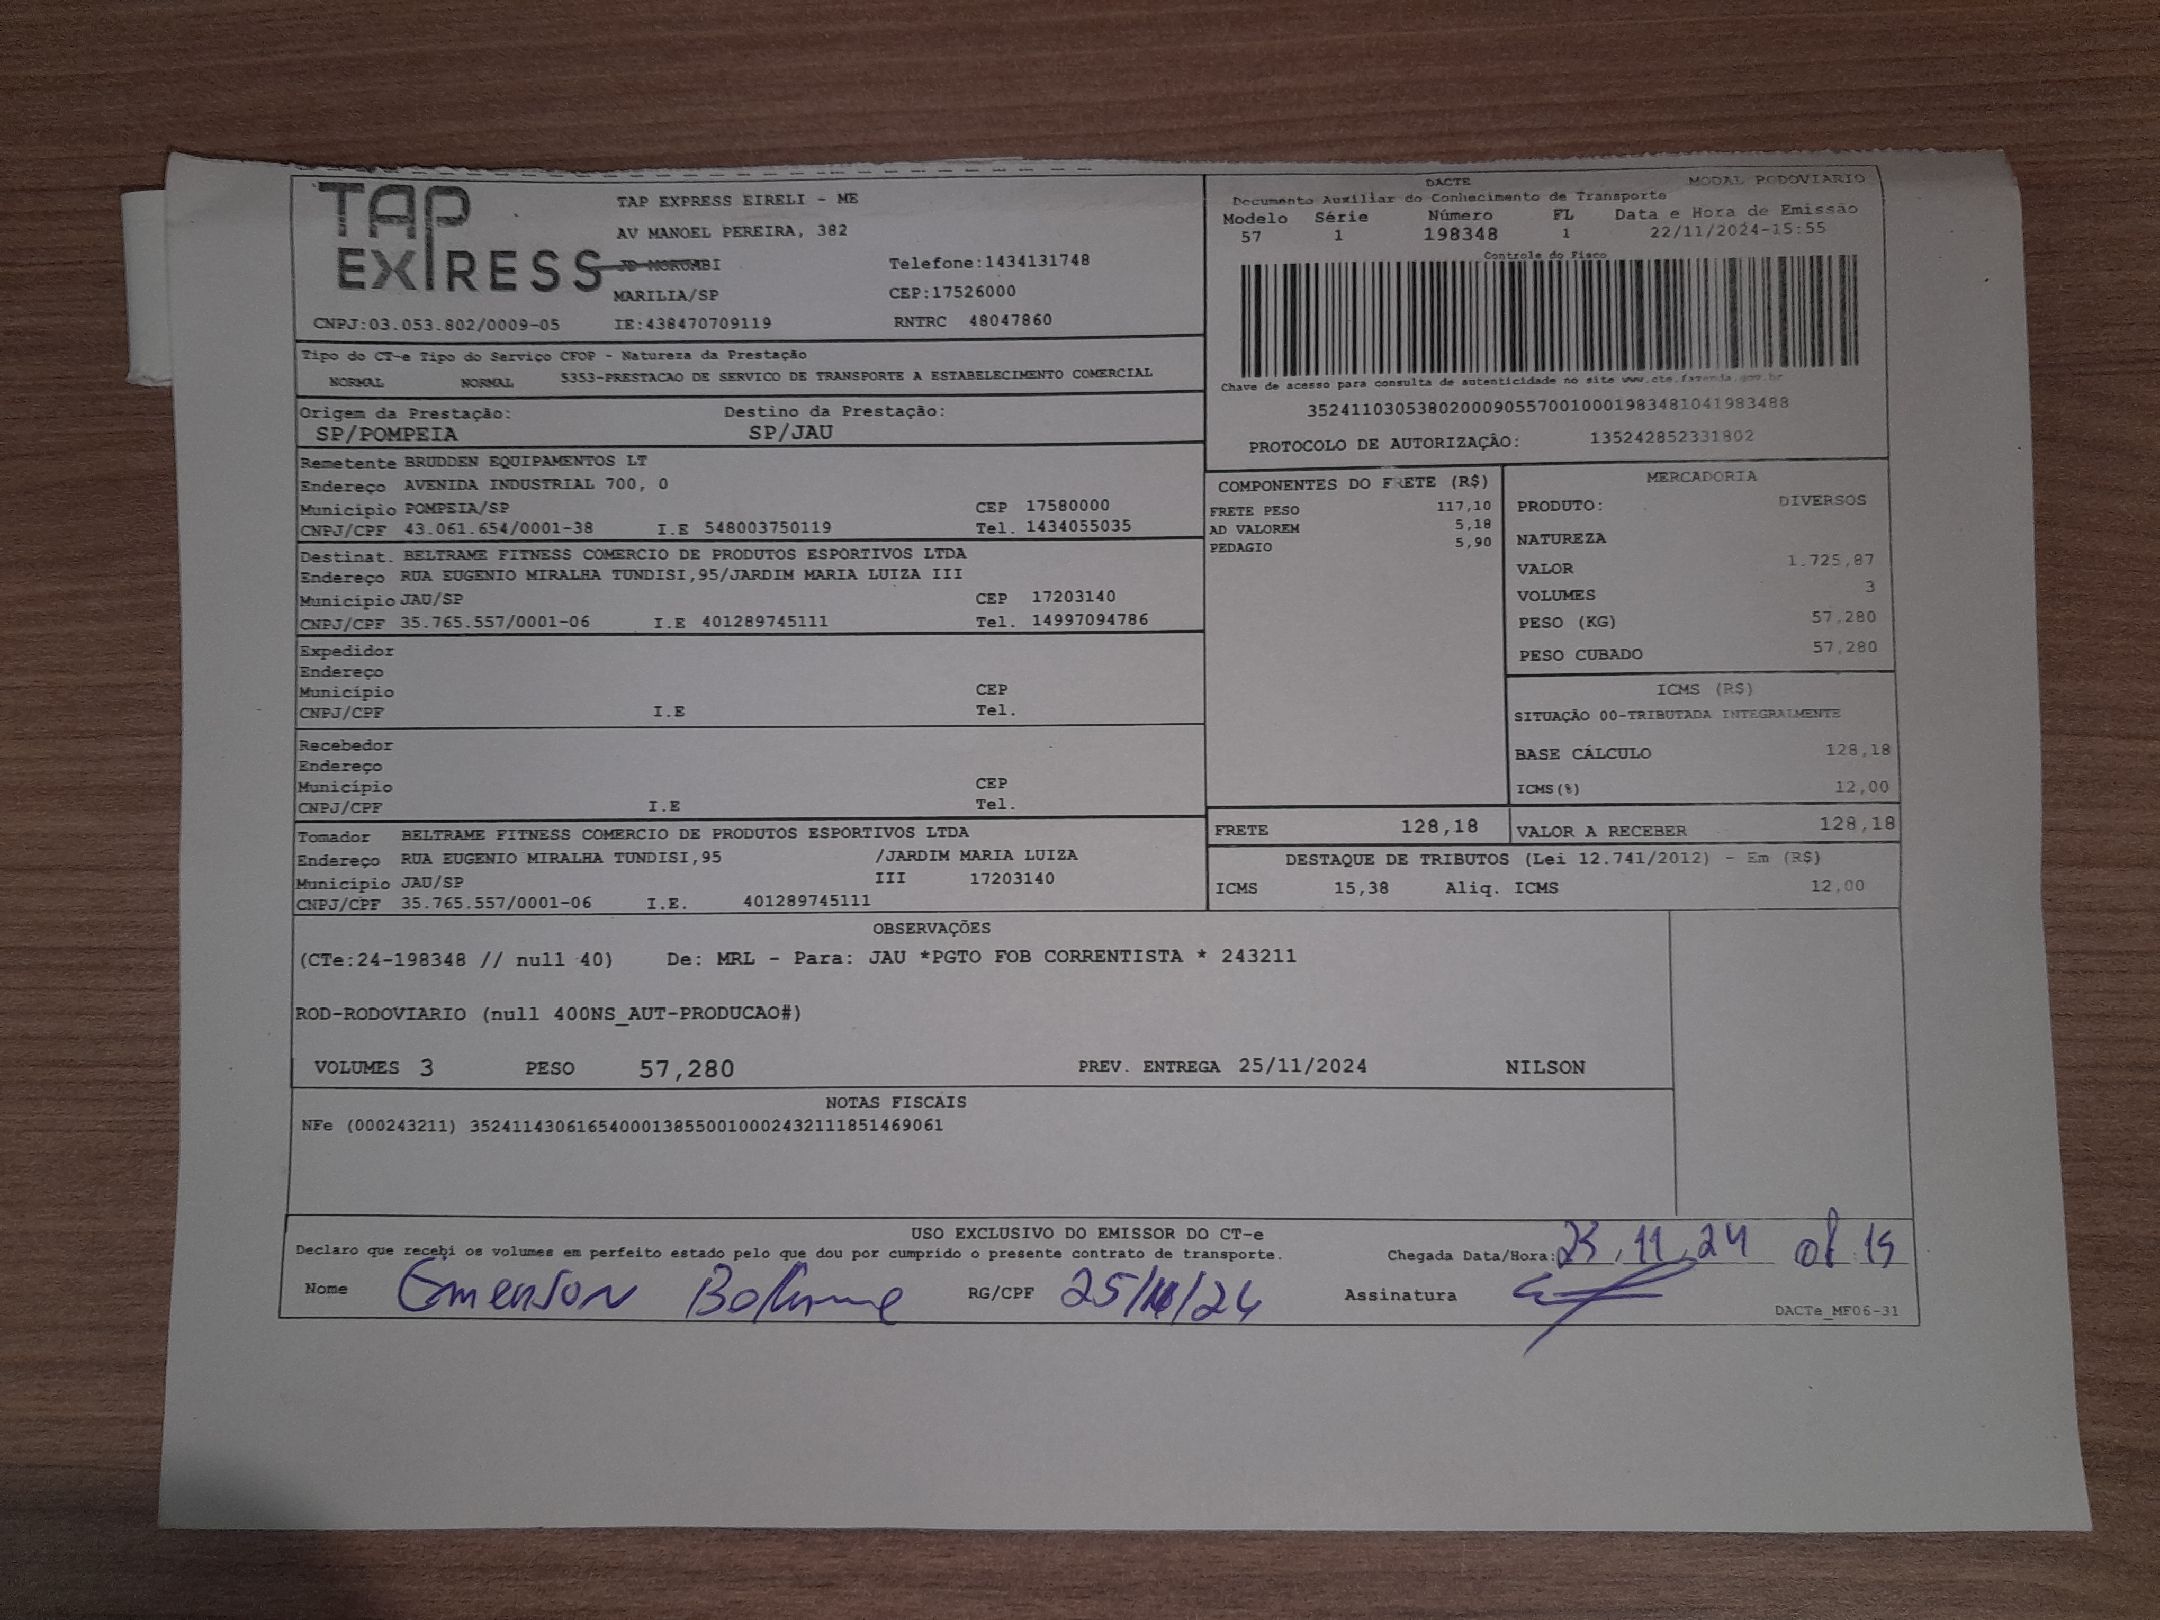 TAP
EXPRESS
TAP EXPRESS EIRELI - ME
AV MANOEL PEREIRA, 382
JD MORUMBI Telefone:1434131748
MARILIA/SP CEP:17526000
CNPJ:03.053.802/0009-05 IE:438470709119 RNTRC 48047860
DACTE MODAL RODOVIARIO
Documento Auxiliar do Conhecimento de Transporte
Modelo Série Número FL Data e Hora de Emissão
57 1 198348 1 22/11/2024-15:55
Controle do Fisco
Chave de acesso para consulta de autenticidade no site www.cte.fazenda.gov.br
35241103053802000905570010001983481041983488
PROTOCOLO DE AUTORIZAÇÃO: 135242852331802
Tipo do CT-e Tipo do Serviço CFOP - Natureza da Prestação
NORMAL NORMAL 5353-PRESTACAO DE SERVICO DE TRANSPORTE A ESTABELECIMENTO COMERCIAL
Origem da Prestação: Destino da Prestação:
SP/POMPEIA SP/JAU
Remetente BRUDDEN EQUIPAMENTOS LT
Endereço AVENIDA INDUSTRIAL 700, 0
Município POMPEIA/SP CEP 17580000
CNPJ/CPF 43.061.654/0001-38 I.E 548003750119 Tel. 1434055035
Destinat. BELTRAME FITNESS COMERCIO DE PRODUTOS ESPORTIVOS LTDA
Endereço RUA EUGENIO MIRALHA TUNDISI,95/JARDIM MARIA LUIZA III
Município JAU/SP CEP 17203140
CNPJ/CPF 35.765.557/0001-06 I.E 401289745111 Tel. 14997094786
Expedidor
Endereço
Município CEP
CNPJ/CPF I.E Tel.
Recebedor
Endereço
Município CEP
CNPJ/CPF I.E Tel.
Tomador BELTRAME FITNESS COMERCIO DE PRODUTOS ESPORTIVOS LTDA
Endereço RUA EUGENIO MIRALHA TUNDISI,95 /JARDIM MARIA LUIZA
Município JAU/SP III 17203140
CNPJ/CPF 35.765.557/0001-06 I.E. 401289745111
COMPONENTES DO FRETE (R$)
FRETE PESO 117,10
AD VALOREM 5,18
PEDAGIO 5,90
MERCADORIA
PRODUTO: DIVERSOS
NATUREZA
VALOR 1.725,87
VOLUMES 3
PESO (KG) 57,280
PESO CUBADO 57,280
ICMS (R$)
SITUAÇÃO 00-TRIBUTADA INTEGRALMENTE
BASE CÁLCULO 128,18
ICMS(%) 12,00
FRETE 128,18 VALOR A RECEBER 128,18
DESTAQUE DE TRIBUTOS (Lei 12.741/2012) - Em (R$)
ICMS 15,38 Aliq. ICMS 12,00
OBSERVAÇÕES
(CTe:24-198348 // null 40) De: MRL - Para: JAU *PGTO FOB CORRENTISTA * 243211
ROD-RODOVIARIO (null 400NS_AUT-PRODUCAO#)
VOLUMES 3 PESO 57,280 PREV. ENTREGA 25/11/2024 NILSON
NOTAS FISCAIS
NFe (000243211) 35241143061654000138550010002432111851469061
USO EXCLUSIVO DO EMISSOR DO CT-e
Declaro que recebi os volumes em perfeito estado pelo que dou por cumprido o presente contrato de transporte. Chegada Data/Hora: 11 24
Nome Emerson RG/CPF 25/11/24 Assinatura
DACTe_MF06-31